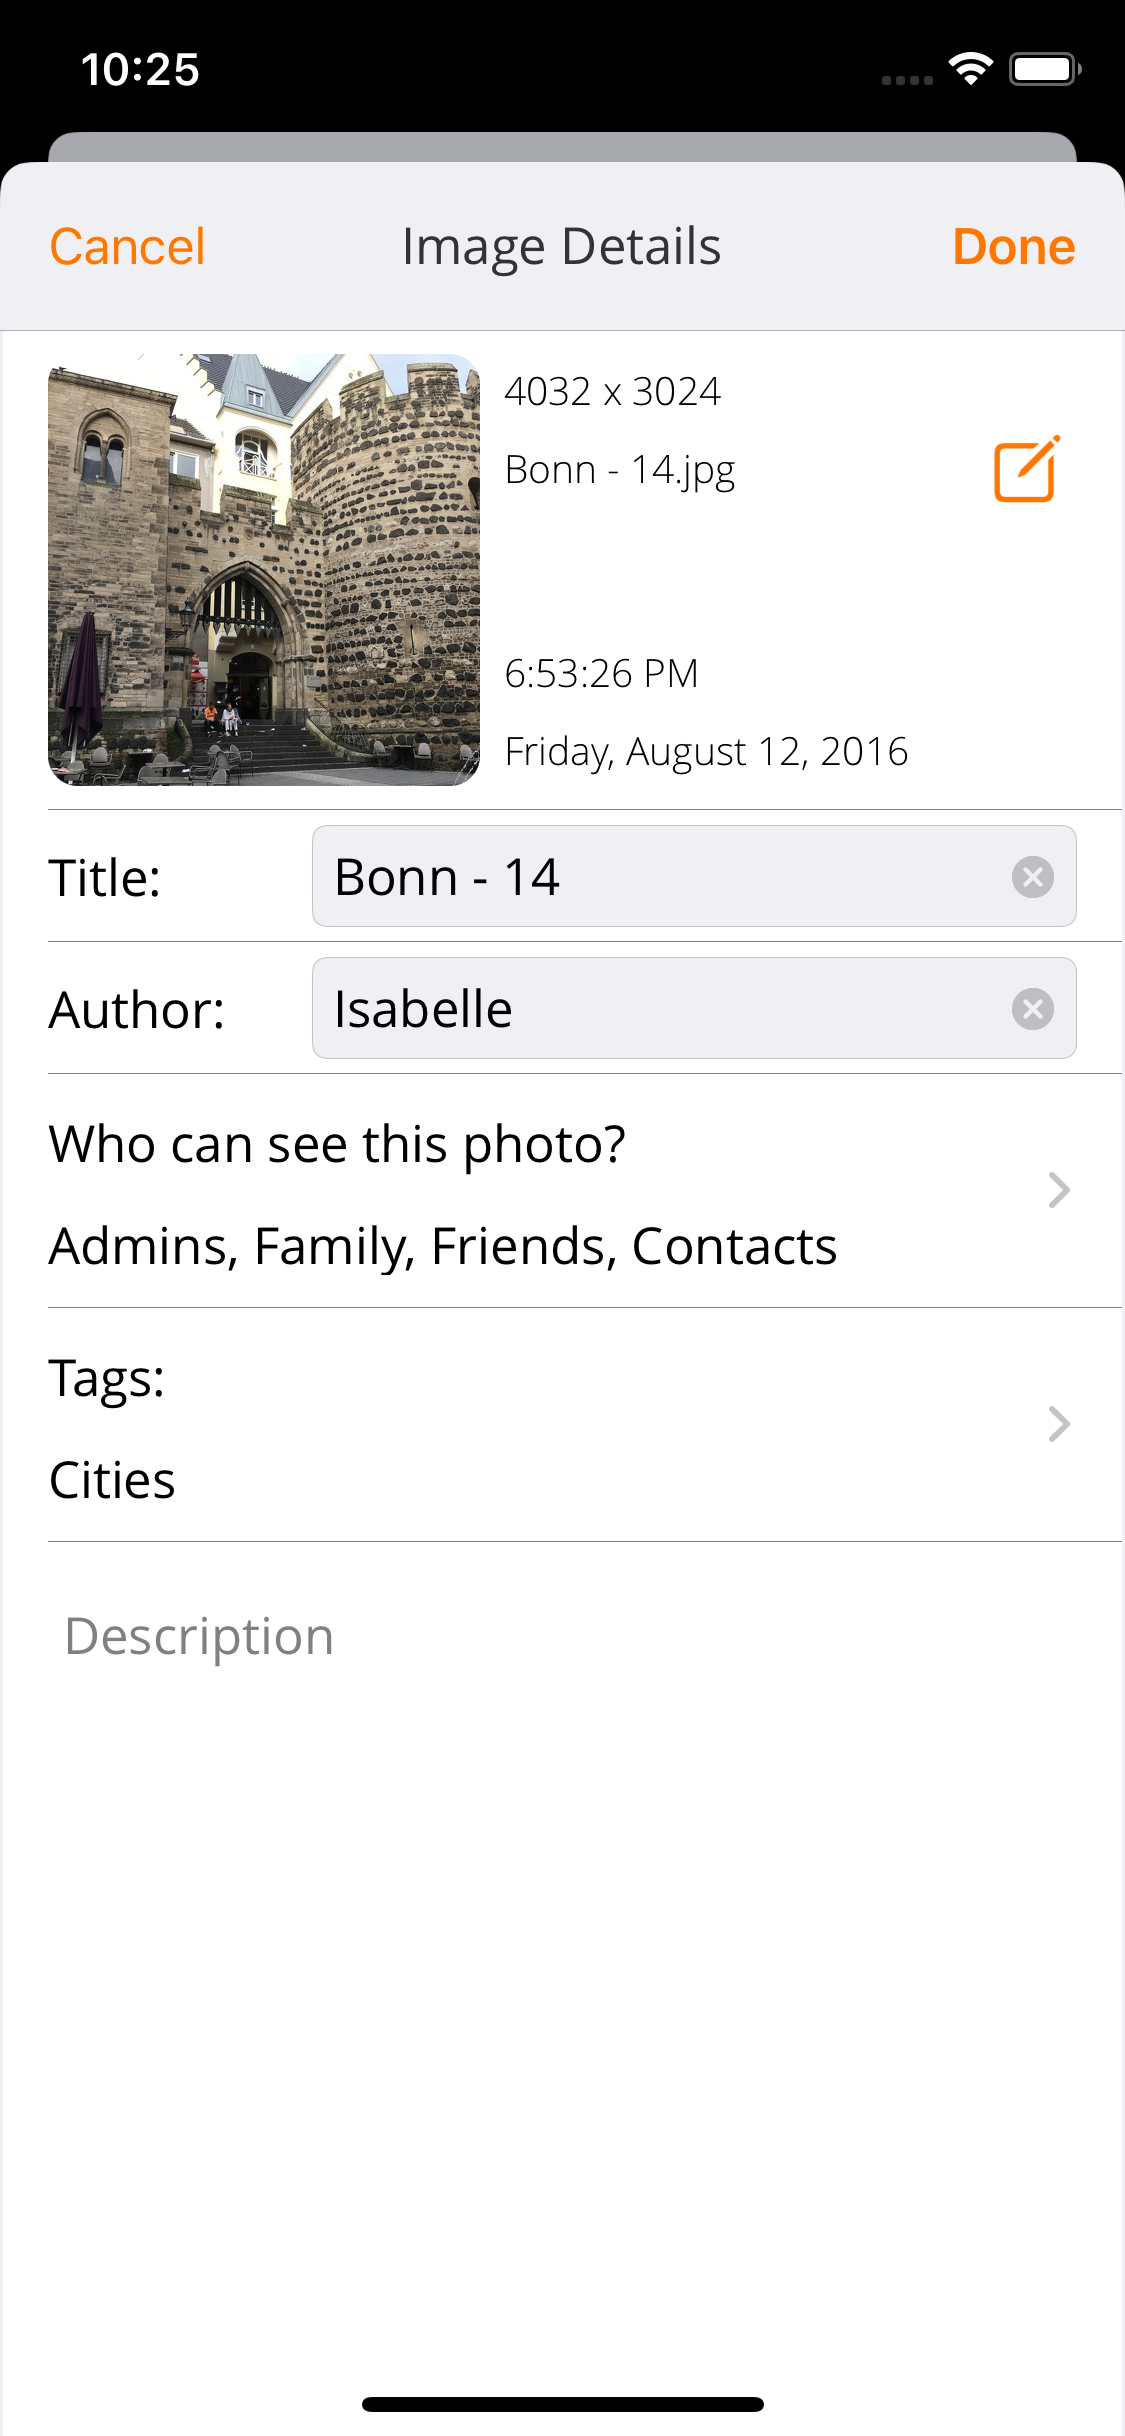 10:25
Cancel
Image Details
Done
4032 x 3024
Bonn - 14.jpg
6:53:26 PM
Friday, August 12, 2016
Title:
Bonn - 14
Author:
Isabelle
Who can see this photo?
Admins, Family, Friends, Contacts
Tags:
Cities
Description